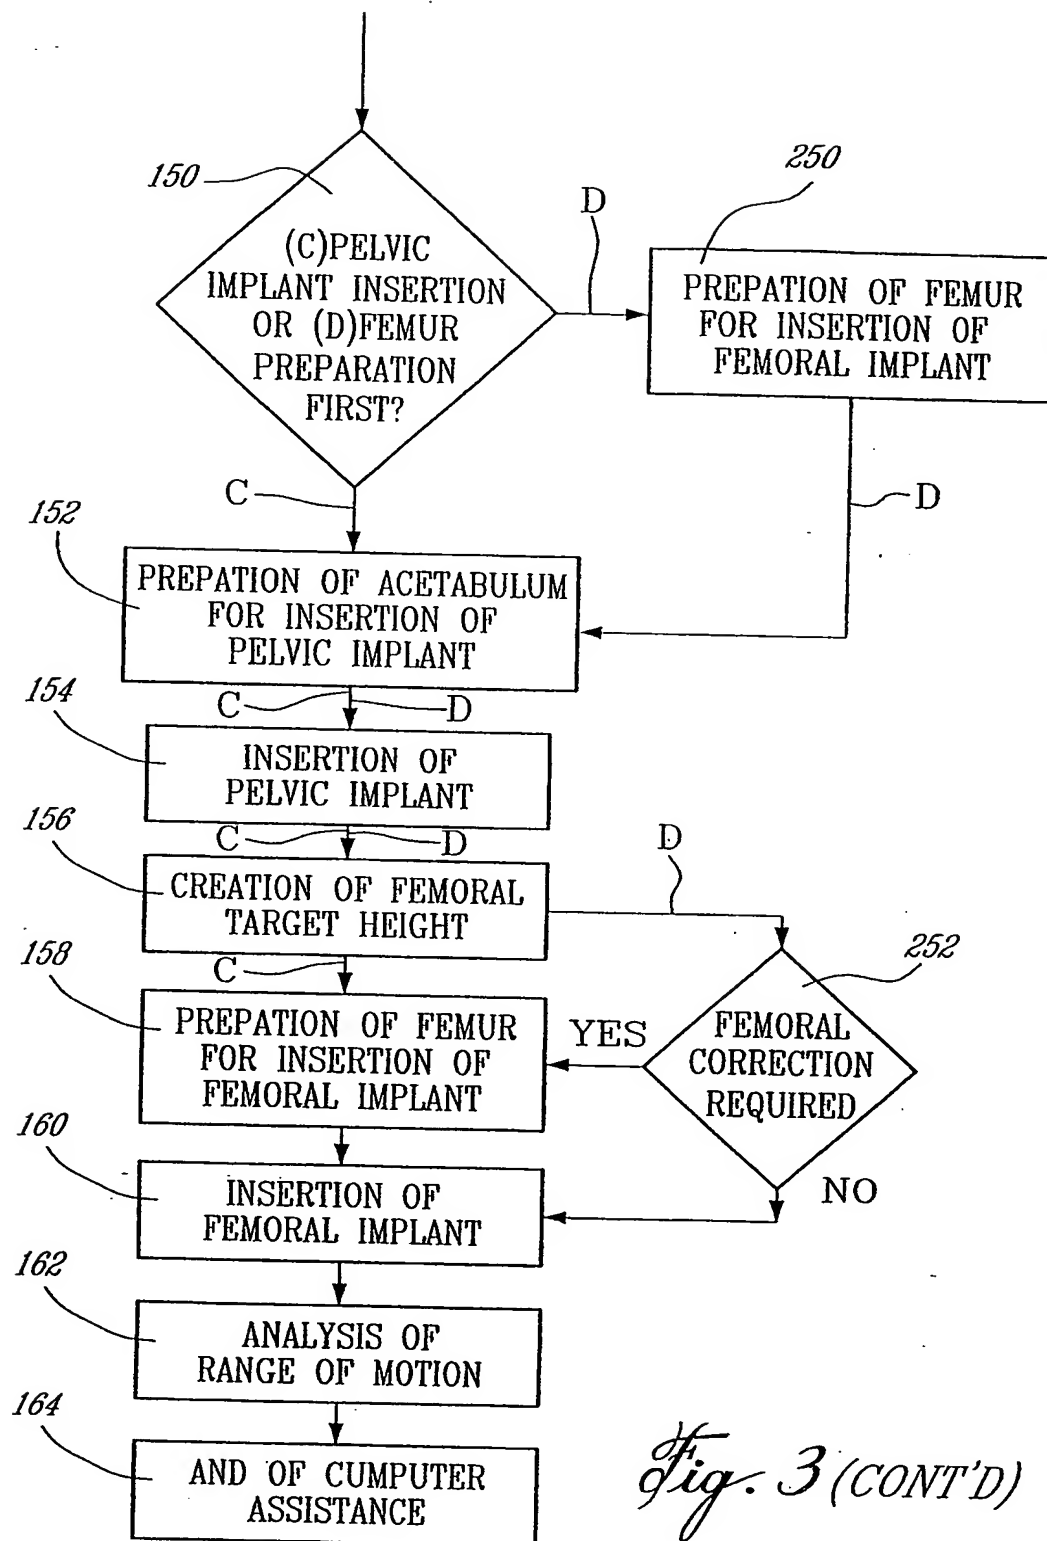 150
(C)PELVIC
IMPLANT INSERTION
OR (D)FEMUR
PREPARATION
FIRST?
D
250
PREPATION OF FEMUR
FOR INSERTION OF
FEMORAL IMPLANT
C
D
152
PREPATION OF ACETABULUM
FOR INSERTION OF
PELVIC IMPLANT
C
D
154
INSERTION OF
PELVIC IMPLANT
C
D
156
CREATION OF FEMORAL
TARGET HEIGHT
D
C
158
PREPATION OF FEMUR
FOR INSERTION OF
FEMORAL IMPLANT
YES
252
FEMORAL
CORRECTION
REQUIRED
NO
160
INSERTION OF
FEMORAL IMPLANT
162
ANALYSIS OF
RANGE OF MOTION
164
AND OF CUMPUTER
ASSISTANCE
Fig. 3 (CONT'D)